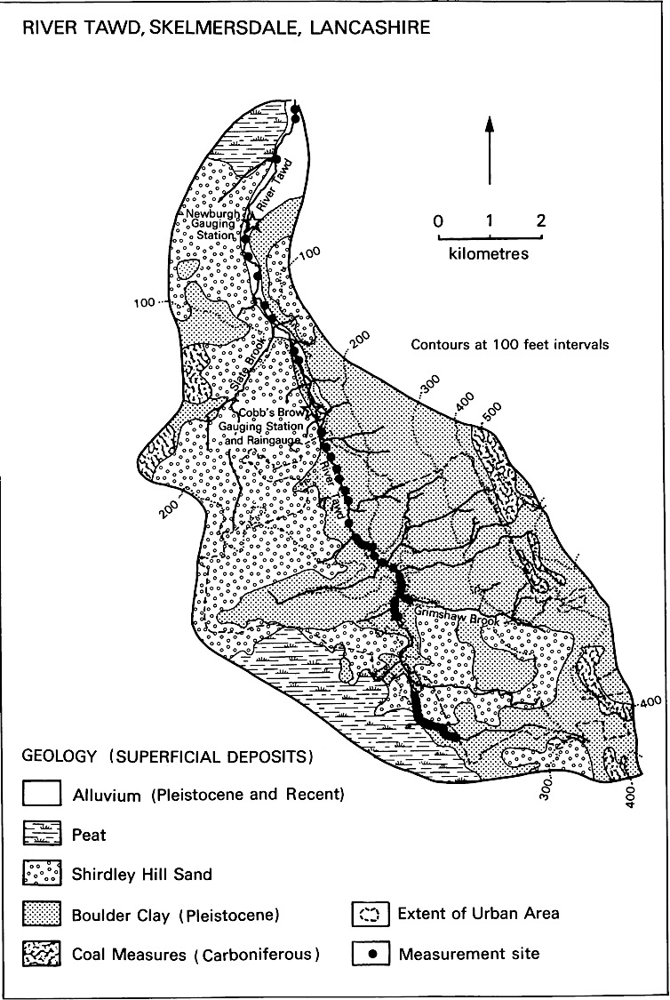 RIVER TAWD, SKELMERSDALE, LANCASHIRE
River Tawd
Newburgh
Gauging
Station
0 1 2
kilometres
100
100
200
Contours at 100 feet intervals
Slate Brook
300
400
500
Cobb's Brow
Gauging Station
and Raingauge
River Tawd
200
Grimshaw Brook
400
300
400
GEOLOGY (SUPERFICIAL DEPOSITS)
Alluvium (Pleistocene and Recent)
Peat
Shirdley Hill Sand
Boulder Clay (Pleistocene)
Extent of Urban Area
Coal Measures (Carboniferous)
Measurement site